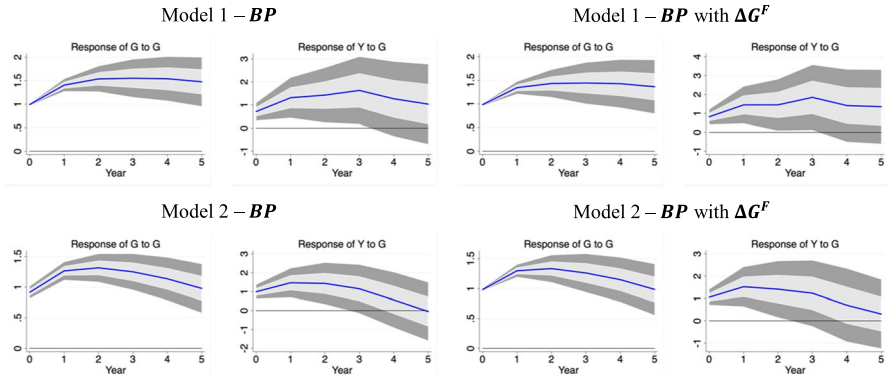 Model 1 – BP
Model 1 – BP with ΔG^F
Response of G to G
Response of Y to G
Response of G to G
Response of Y to G
2
1.5
1
.5
0
0 1 2 3 4 5
Year
3
2
1
0
-1
0 1 2 3 4 5
Year
2
1.5
1
.5
0
0 1 2 3 4 5
Year
4
3
2
1
0
-1
0 1 2 3 4 5
Year
Model 2 – BP
Model 2 – BP with ΔG^F
Response of G to G
Response of Y to G
Response of G to G
Response of Y to G
1.5
1
.5
0
0 1 2 3 4 5
Year
3
2
1
0
-1
-2
0 1 2 3 4 5
Year
1.5
1
.5
0
0 1 2 3 4 5
Year
3
2
1
0
-1
0 1 2 3 4 5
Year